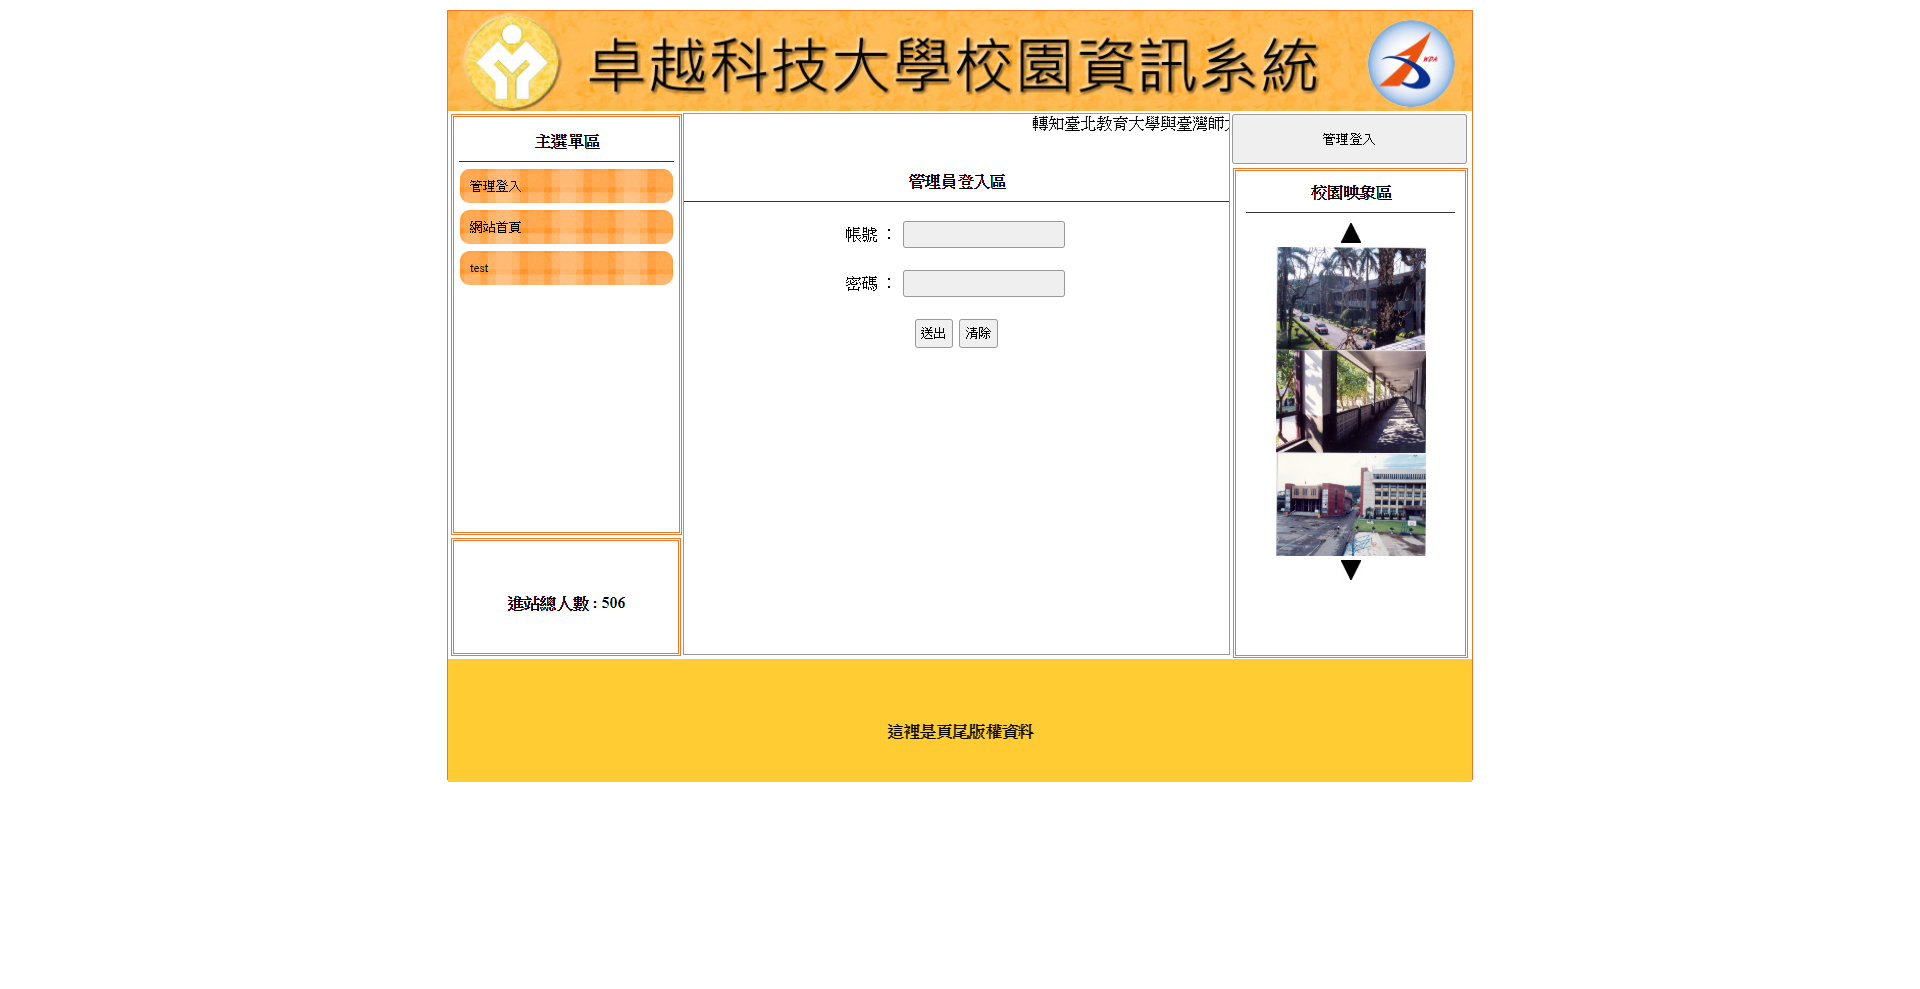 卓越科技大學校園資訊系統
WDA
主選單區
管理登入
網站首頁
test
進站總人數 : 506
轉知臺北教育大學與臺灣師
管理員登入區
帳號 ：
密碼 ：
送出 清除
管理登入
校園映象區
▲
▼
這裡是頁尾版權資料